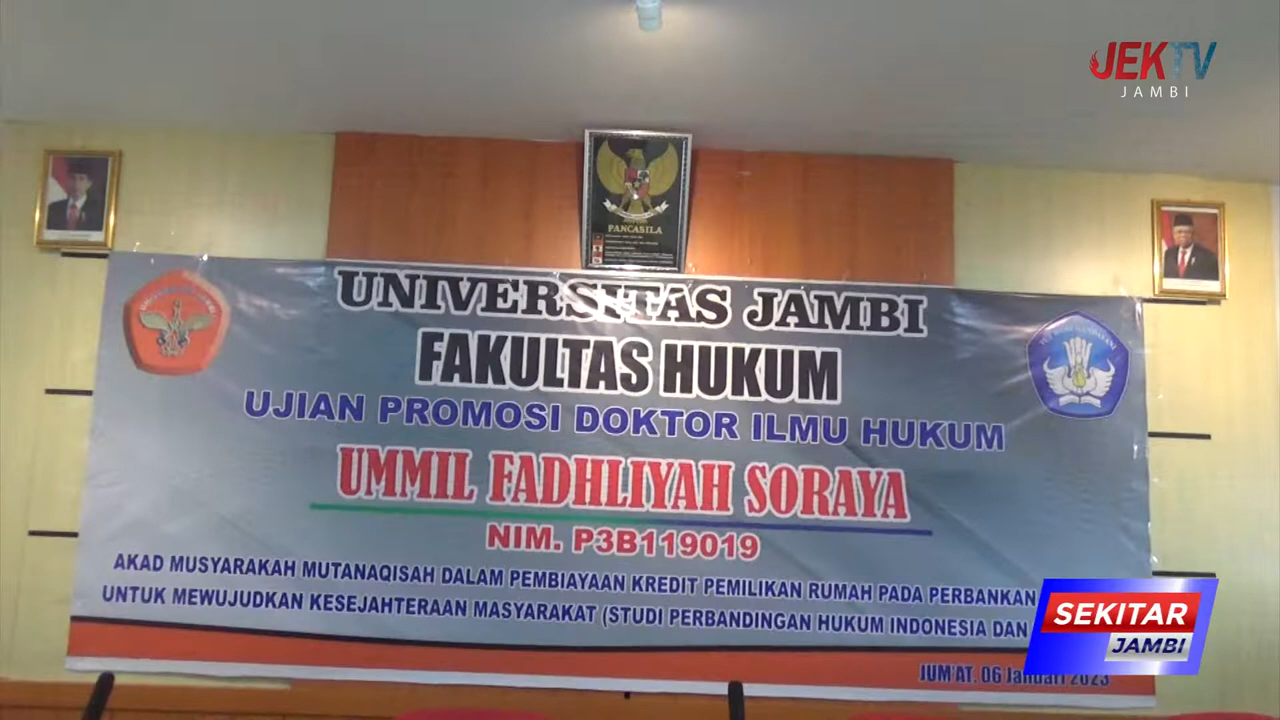 JEKTV
JAMBI
PANCASILA
UNIVERSITAS JAMBI
FAKULTAS HUKUM
UJIAN PROMOSI DOKTOR ILMU HUKUM
UMMIL FADHLIYAH SORAYA
NIM. P3B119019
AKAD MUSYARAKAH MUTANAQISAH DALAM PEMBIAYAAN KREDIT PEMILIKAN RUMAH PADA PERBANKAN
UNTUK MEWUJUDKAN KESEJAHTERAAN MASYARAKAT (STUDI PERBANDINGAN HUKUM INDONESIA DAN
SEKITAR
JAMBI
JUM'AT. 06 Januari 2023